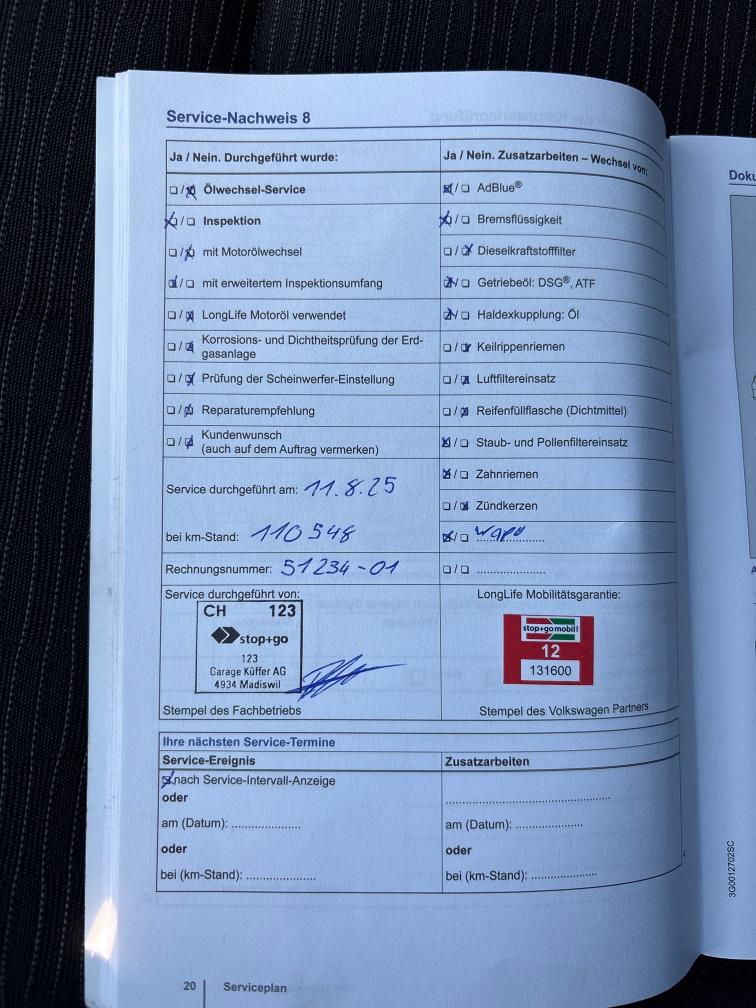 Service-Nachweis 8
Ja / Nein. Durchgeführt wurde:
☐/☒ Ölwechsel-Service
☒/☐ Inspektion
☐/☒ mit Motorölwechsel
☒/☐ mit erweitertem Inspektionsumfang
☐/☒ LongLife Motoröl verwendet
☐/☒ Korrosions- und Dichtheitsprüfung der Erd-
gasanlage
☐/☒ Prüfung der Scheinwerfer-Einstellung
☐/☒ Reparaturempfehlung
☐/☒ Kundenwunsch
(auch auf dem Auftrag vermerken)
Service durchgeführt am: 11.8.25
bei km-Stand: 110548
Rechnungsnummer: 51234-01
Service durchgeführt von:
CH 123
stop+go
123
Garage Küffer AG
4934 Madiswil
Stempel des Fachbetriebs
Ja / Nein. Zusatzarbeiten – Wechsel von:
☒/☐ AdBlue®
☒/☐ Bremsflüssigkeit
☐/☒ Dieselkraftstofffilter
☒/☐ Getriebeöl: DSG®, ATF
☒/☐ Haldexkupplung: Öl
☐/☒ Keilrippenriemen
☐/☒ Luftfiltereinsatz
☐/☒ Reifenfüllflasche (Dichtmittel)
☒/☐ Staub- und Pollenfiltereinsatz
☒/☐ Zahnriemen
☐/☒ Zündkerzen
☒/☐ wapu
☐/☐ ....................
LongLife Mobilitätsgarantie:
stop+go mobil!
12
131600
Stempel des Volkswagen Partners
Ihre nächsten Service-Termine
Service-Ereignis
☒ nach Service-Intervall-Anzeige
oder
am (Datum): ....................
oder
bei (km-Stand): ....................
Zusatzarbeiten
..............................................
am (Datum): ....................
oder
bei (km-Stand): ....................
20 Serviceplan
Doku
3G0012702SC